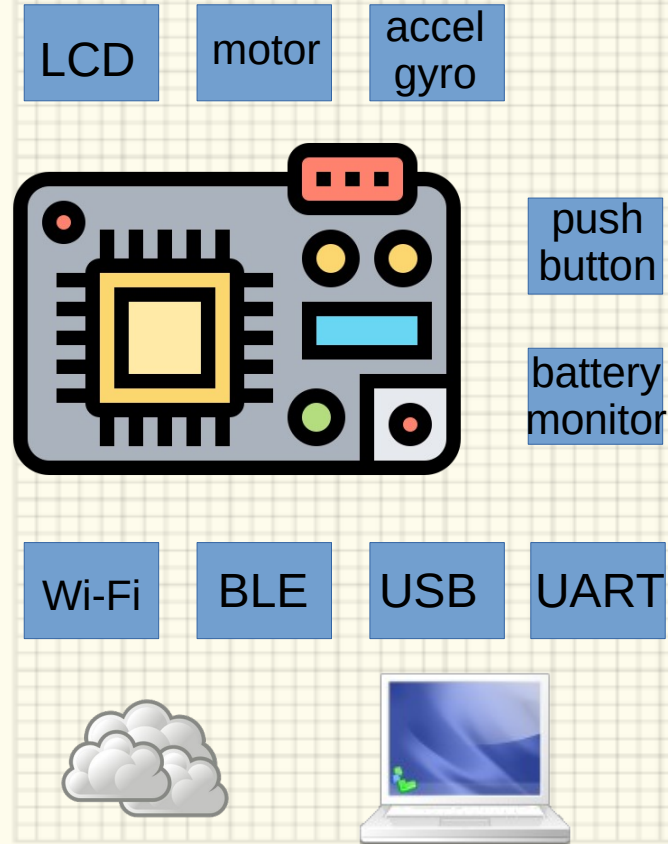 LCD
motor
accel
gyro
push
button
battery
monitor
Wi-Fi
BLE
USB
UART